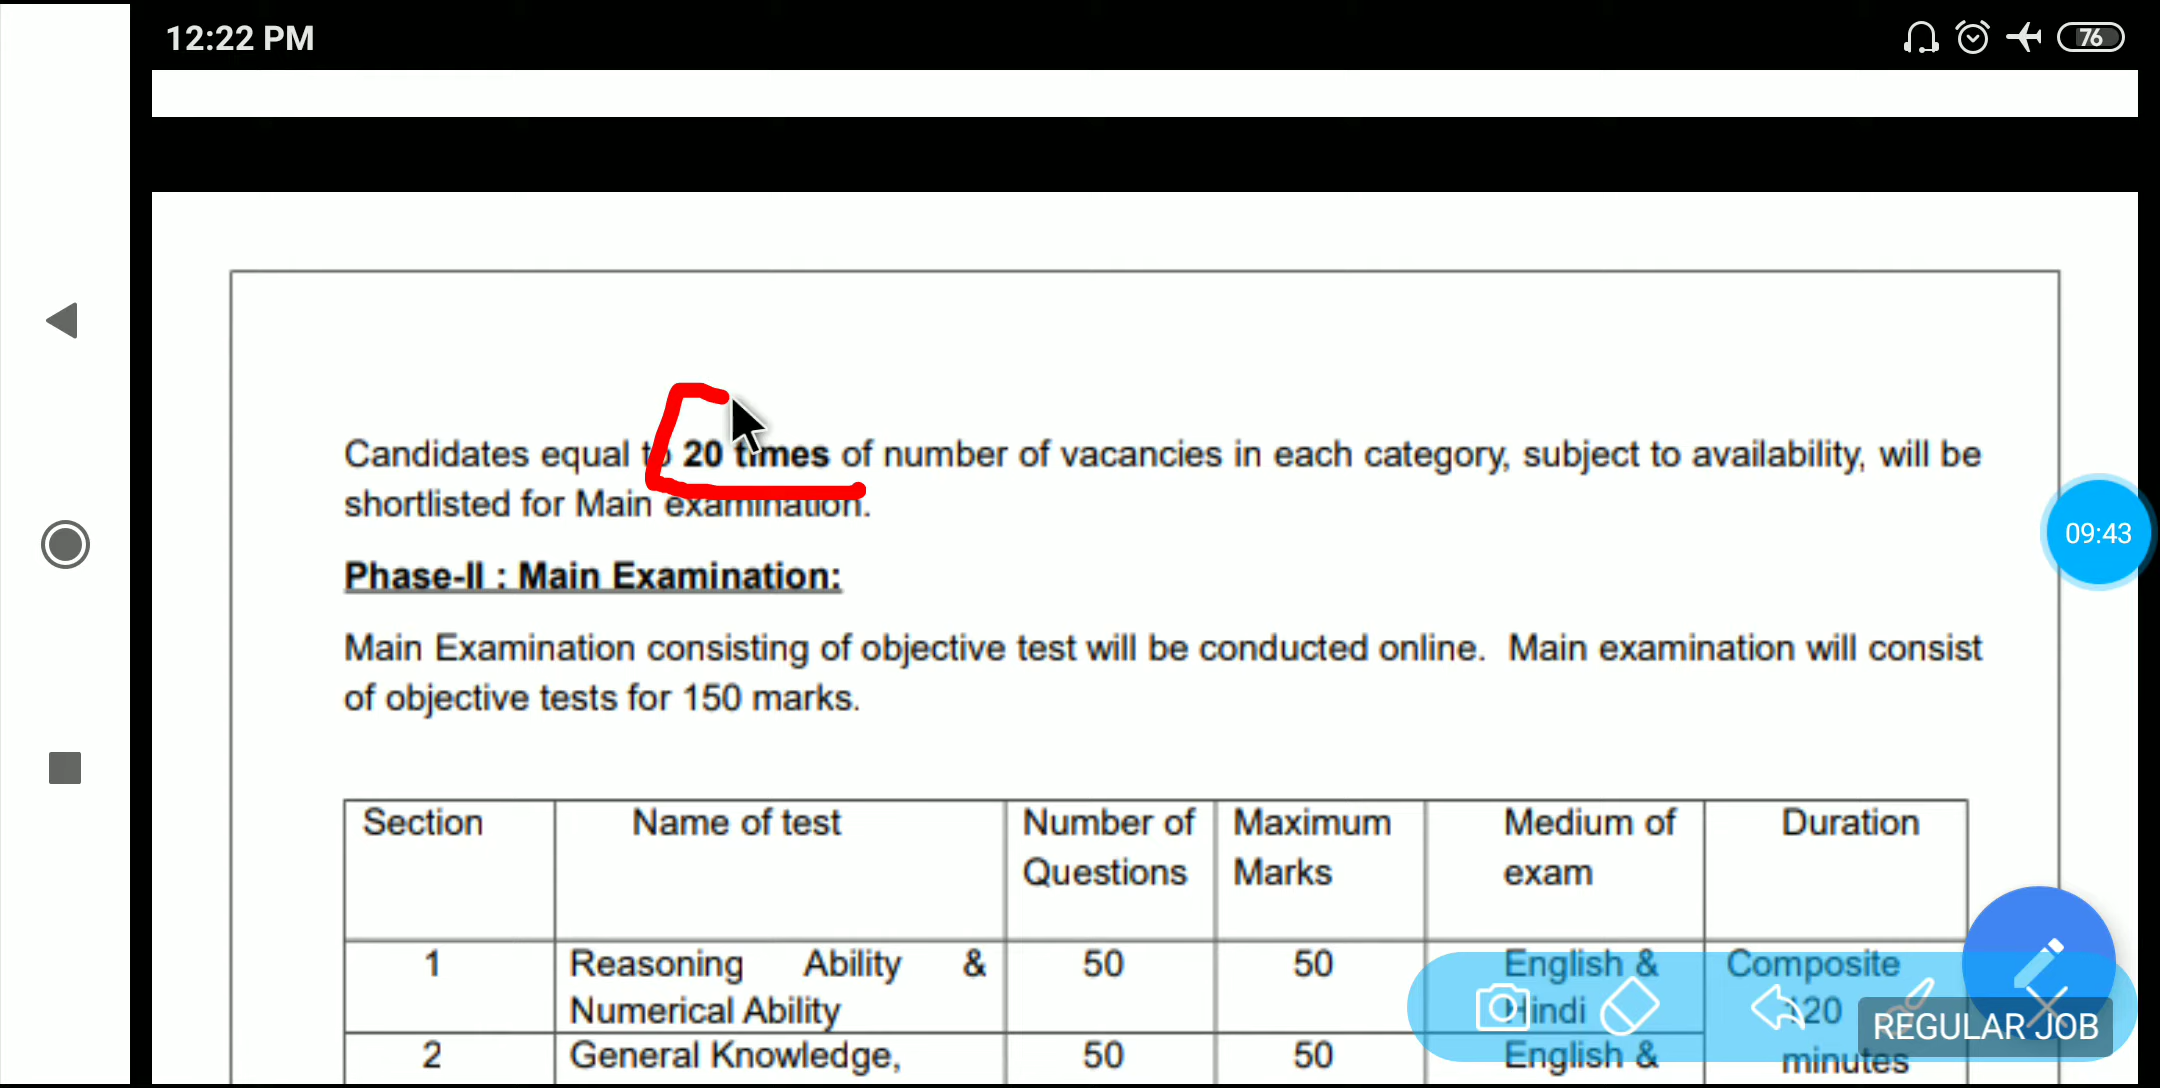 12:22 PM
76
Candidates equal to 20 times of number of vacancies in each category, subject to availability, will be
shortlisted for Main examination.
09:43
Phase-II : Main Examination:
Main Examination consisting of objective test will be conducted online. Main examination will consist
of objective tests for 150 marks.
Section Name of test Number of Questions Maximum Marks Medium of exam Duration
1 Reasoning Ability & Numerical Ability 50 50 English & Hindi Composite 120 minutes
2 General Knowledge, 50 50 English &
REGULAR JOB